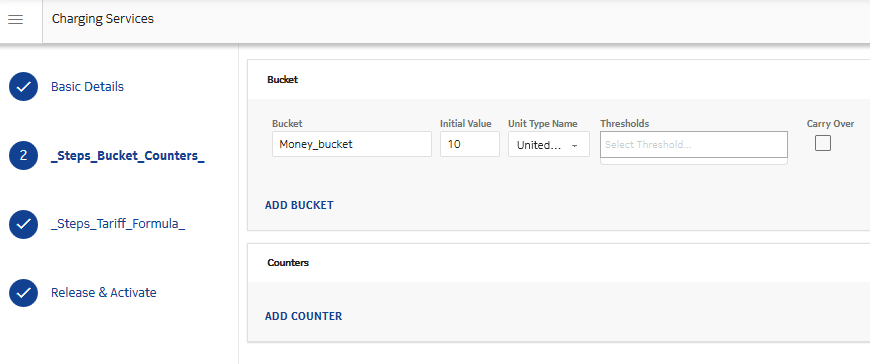 Charging Services
Basic Details
2 _Steps_Bucket_Counters_
_Steps_Tariff_Formula_
Release & Activate
Bucket
Bucket Initial Value Unit Type Name Thresholds Carry Over
Money_bucket 10 United... Select Threshold...
ADD BUCKET
Counters
ADD COUNTER